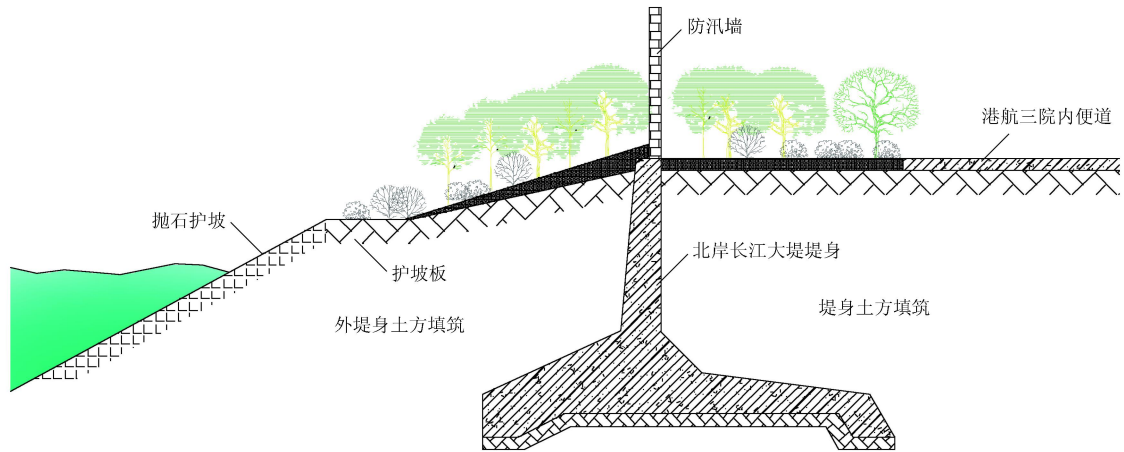 防汛墙
港航三院内便道
抛石护坡
护坡板
北岸长江大堤堤身
外堤身土方填筑
堤身土方填筑